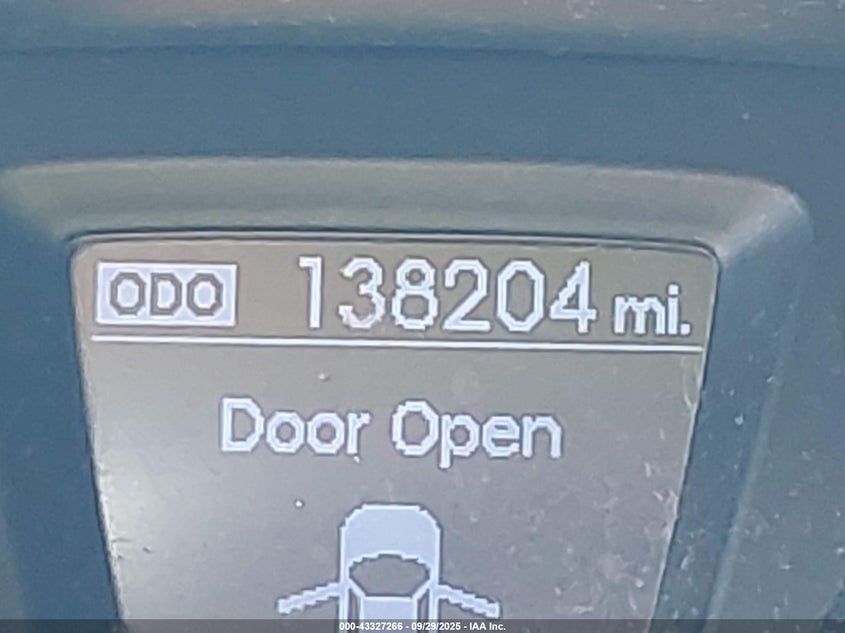 ODO 138204 mi.
Door Open
000-43327266 - 09/29/2025 - IAA Inc.